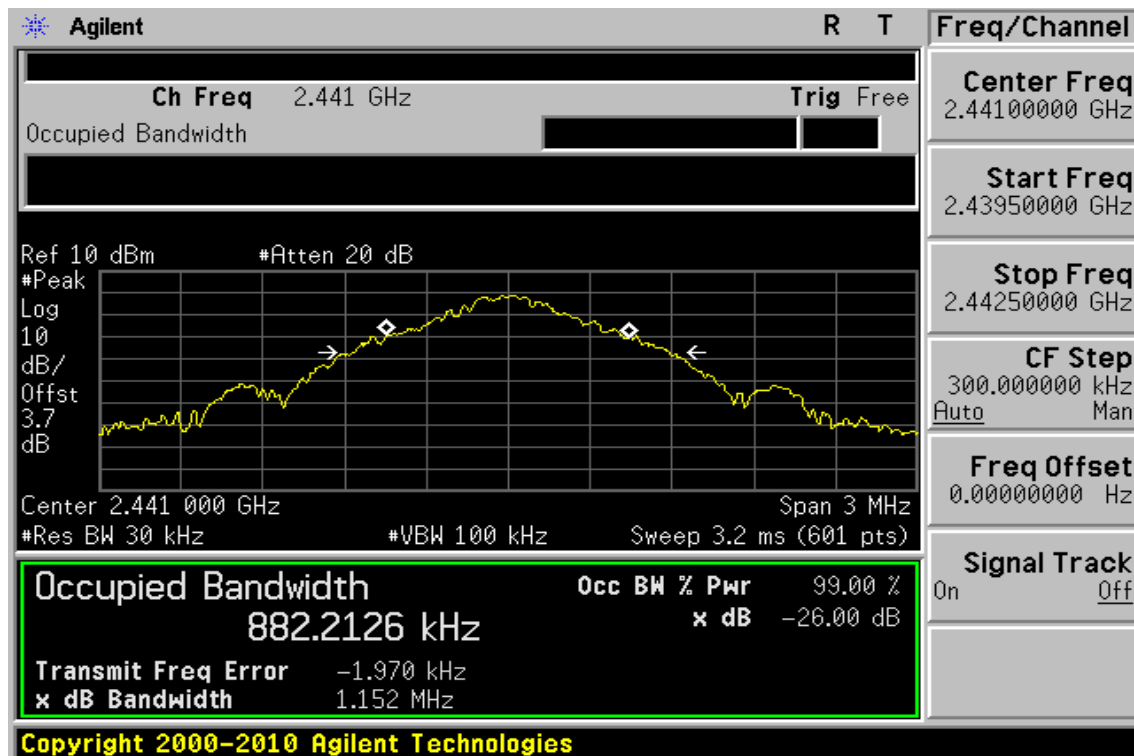 Agilent R T
Ch Freq 2.441 GHz Trig Free
Occupied Bandwidth
Ref 10 dBm #Atten 20 dB
#Peak
Log
10
dB/
Offst
3.7
dB
Center 2.441 000 GHz Span 3 MHz
#Res BW 30 kHz #VBW 100 kHz Sweep 3.2 ms (601 pts)
Occupied Bandwidth
882.2126 kHz
Occ BW % Pwr 99.00 %
x dB -26.00 dB
Transmit Freq Error -1.970 kHz
x dB Bandwidth 1.152 MHz
Copyright 2000-2010 Agilent Technologies
Freq/Channel
Center Freq
2.44100000 GHz
Start Freq
2.43950000 GHz
Stop Freq
2.44250000 GHz
CF Step
300.000000 kHz
Auto Man
Freq Offset
0.00000000 Hz
Signal Track
On Off